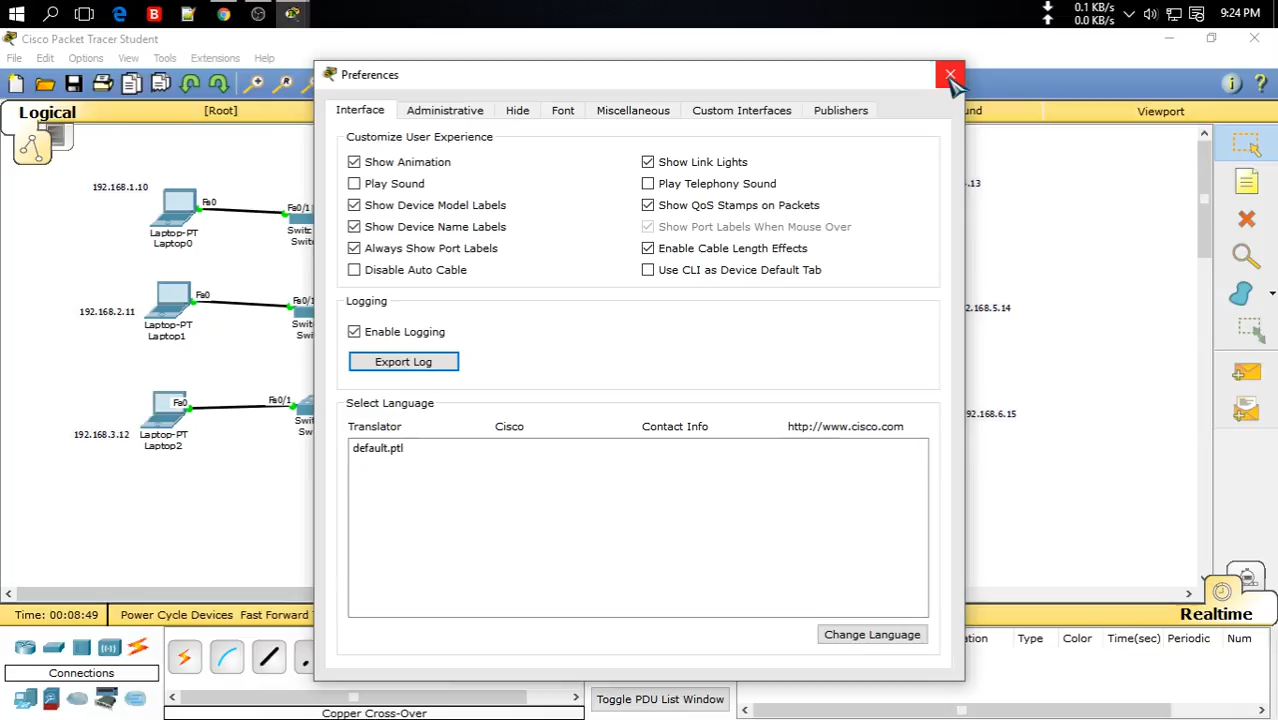 0.1 KB/s
0.0 KB/s
9:24 PM
Cisco Packet Tracer Student
File Edit Options View Tools Extensions Help
Preferences
Logical
[Root]
Viewport
Interface Administrative Hide Font Miscellaneous Custom Interfaces Publishers
Customize User Experience
Show Animation
Show Link Lights
Play Sound
Play Telephony Sound
Show Device Model Labels
Show QoS Stamps on Packets
Show Device Name Labels
Show Port Labels When Mouse Over
Always Show Port Labels
Enable Cable Length Effects
Disable Auto Cable
Use CLI as Device Default Tab
Logging
Enable Logging
Export Log
Select Language
Translator Cisco Contact Info http://www.cisco.com
default.ptl
Change Language
192.168.1.10
Fa0
Fa0/1
Laptop-PT
Laptop0
192.168.2.11
Fa0
Fa0/1
Laptop-PT
Laptop1
192.168.3.12
Fa0
Fa0/1
Laptop-PT
Laptop2
.13
.5.14
92.168.6.15
Time: 00:08:49 Power Cycle Devices Fast Forward T
Realtime
Connections
Type Color Time(sec) Periodic Num
Toggle PDU List Window
Copper Cross-Over